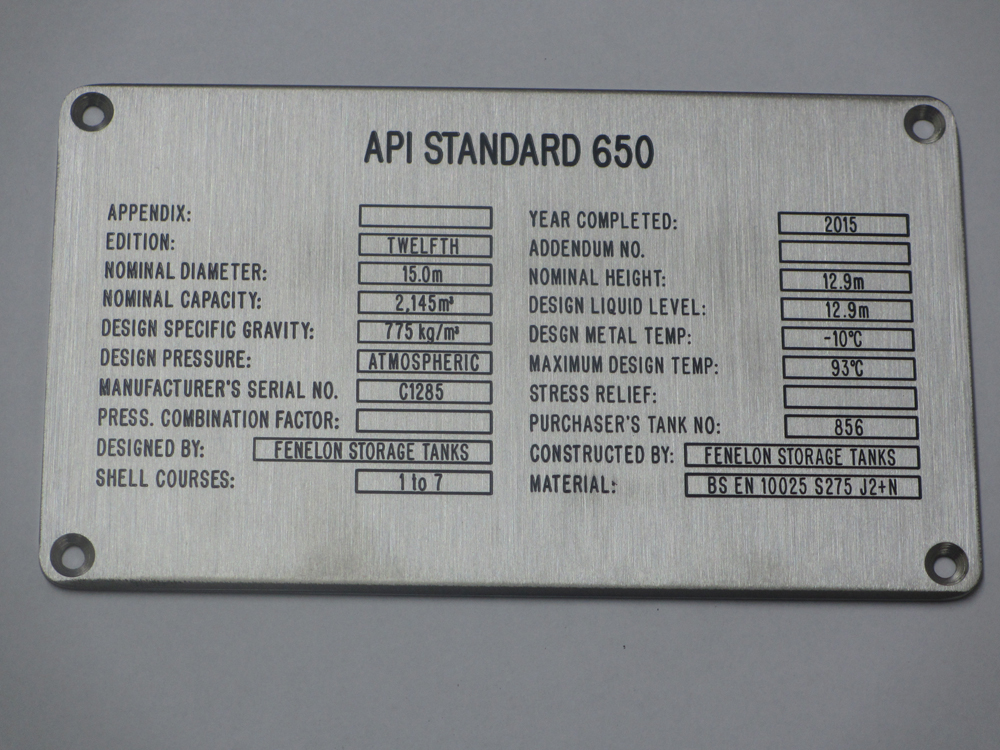 API STANDARD 650
APPENDIX:
EDITION: TWELFTH
NOMINAL DIAMETER: 15.0m
NOMINAL CAPACITY: 2,145m³
DESIGN SPECIFIC GRAVITY: 775 kg/m³
DESIGN PRESSURE: ATMOSPHERIC
MANUFACTURER'S SERIAL NO. C1285
PRESS. COMBINATION FACTOR:
DESIGNED BY: FENELON STORAGE TANKS
SHELL COURSES: 1 to 7
YEAR COMPLETED: 2015
ADDENDUM NO.
NOMINAL HEIGHT: 12.9m
DESIGN LIQUID LEVEL: 12.9m
DESGN METAL TEMP: -10°C
MAXIMUM DESIGN TEMP: 93°C
STRESS RELIEF:
PURCHASER'S TANK NO: 856
CONSTRUCTED BY: FENELON STORAGE TANKS
MATERIAL: BS EN 10025 S275 J2+N